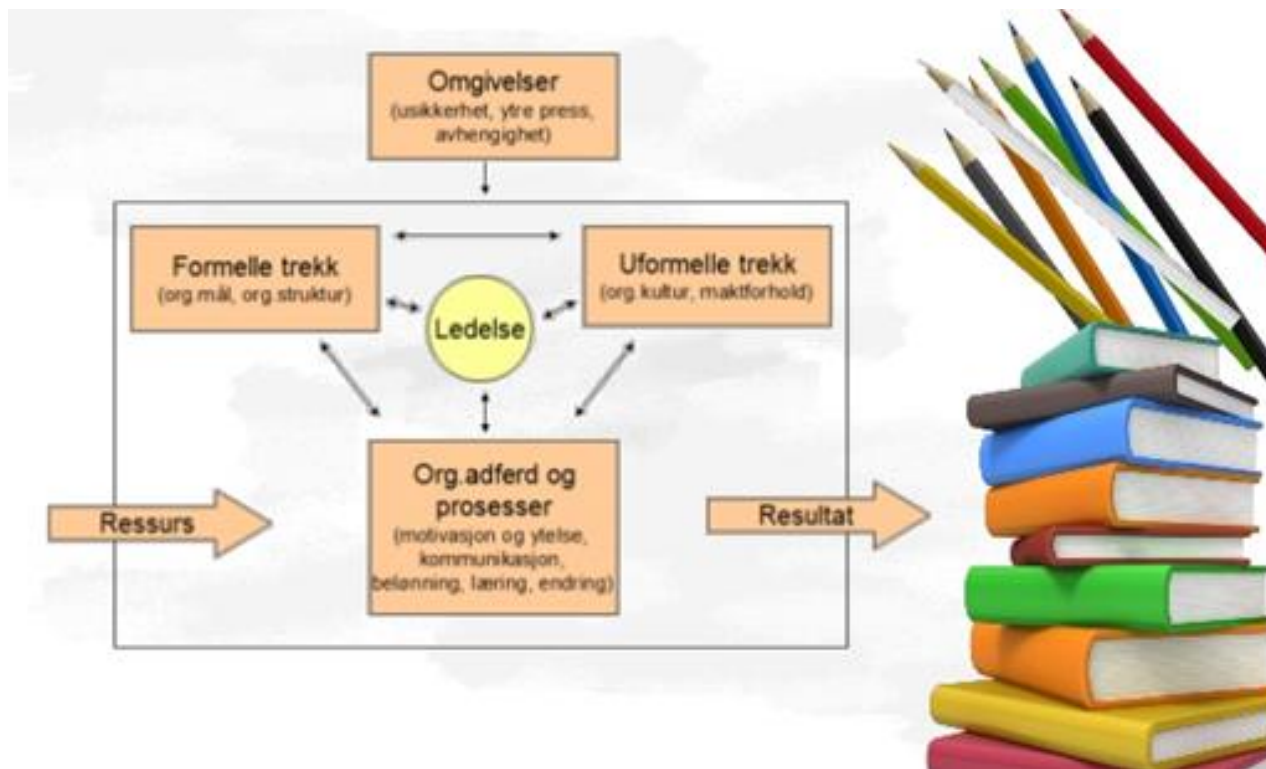 Omgivelser
(usikkerhet, ytre press,
avhengighet)
Formelle trekk
(org.mål, org.struktur)
Uformelle trekk
(org.kultur, maktforhold)
Ledelse
Org.adferd og
prosesser
(motivasjon og ytelse,
kommunikasjon,
belønning, læring, endring)
Ressurs
Resultat